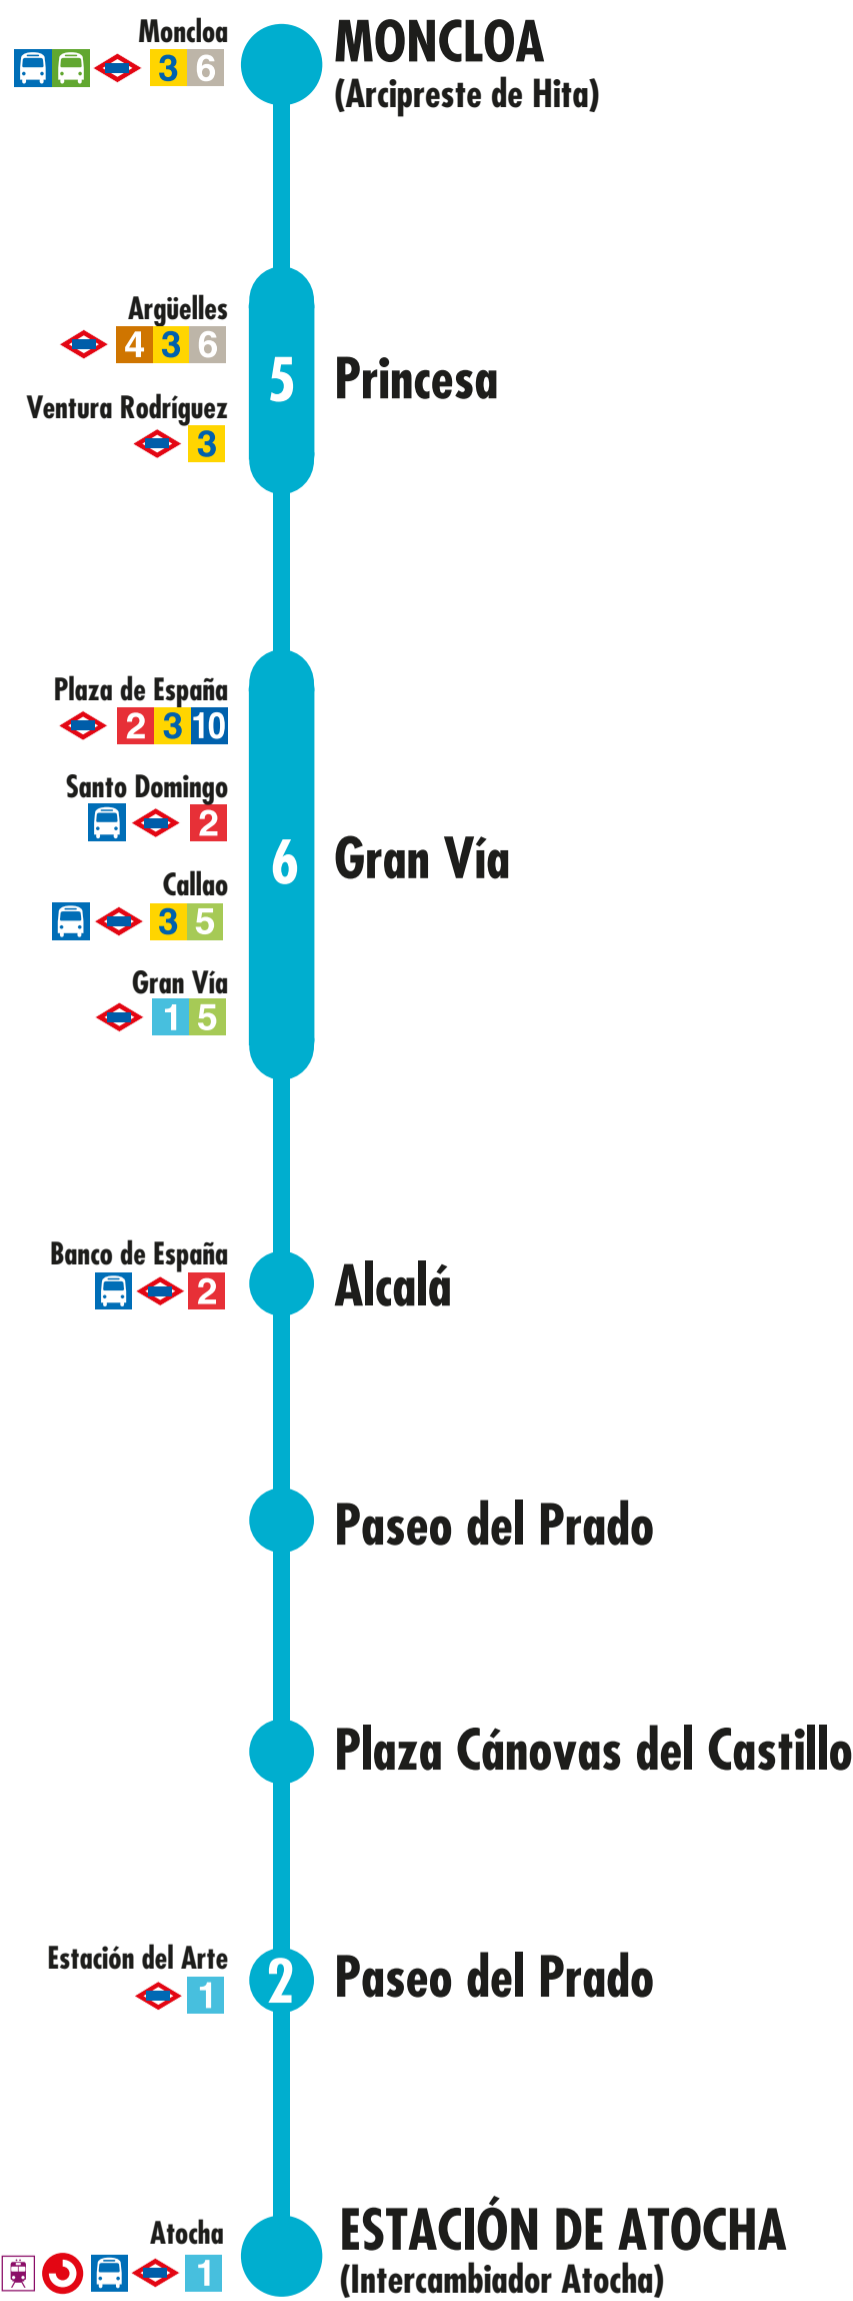 Moncloa
3 6
MONCLOA
(Arcipreste de Hita)
Argüelles
4 3 6
Ventura Rodríguez
3
5
Princesa
Plaza de España
2 3 10
Santo Domingo
2
Callao
3 5
Gran Vía
1 5
6
Gran Vía
Banco de España
2
Alcalá
Paseo del Prado
Plaza Cánovas del Castillo
Estación del Arte
1
2
Paseo del Prado
Atocha
1
ESTACIÓN DE ATOCHA
(Intercambiador Atocha)